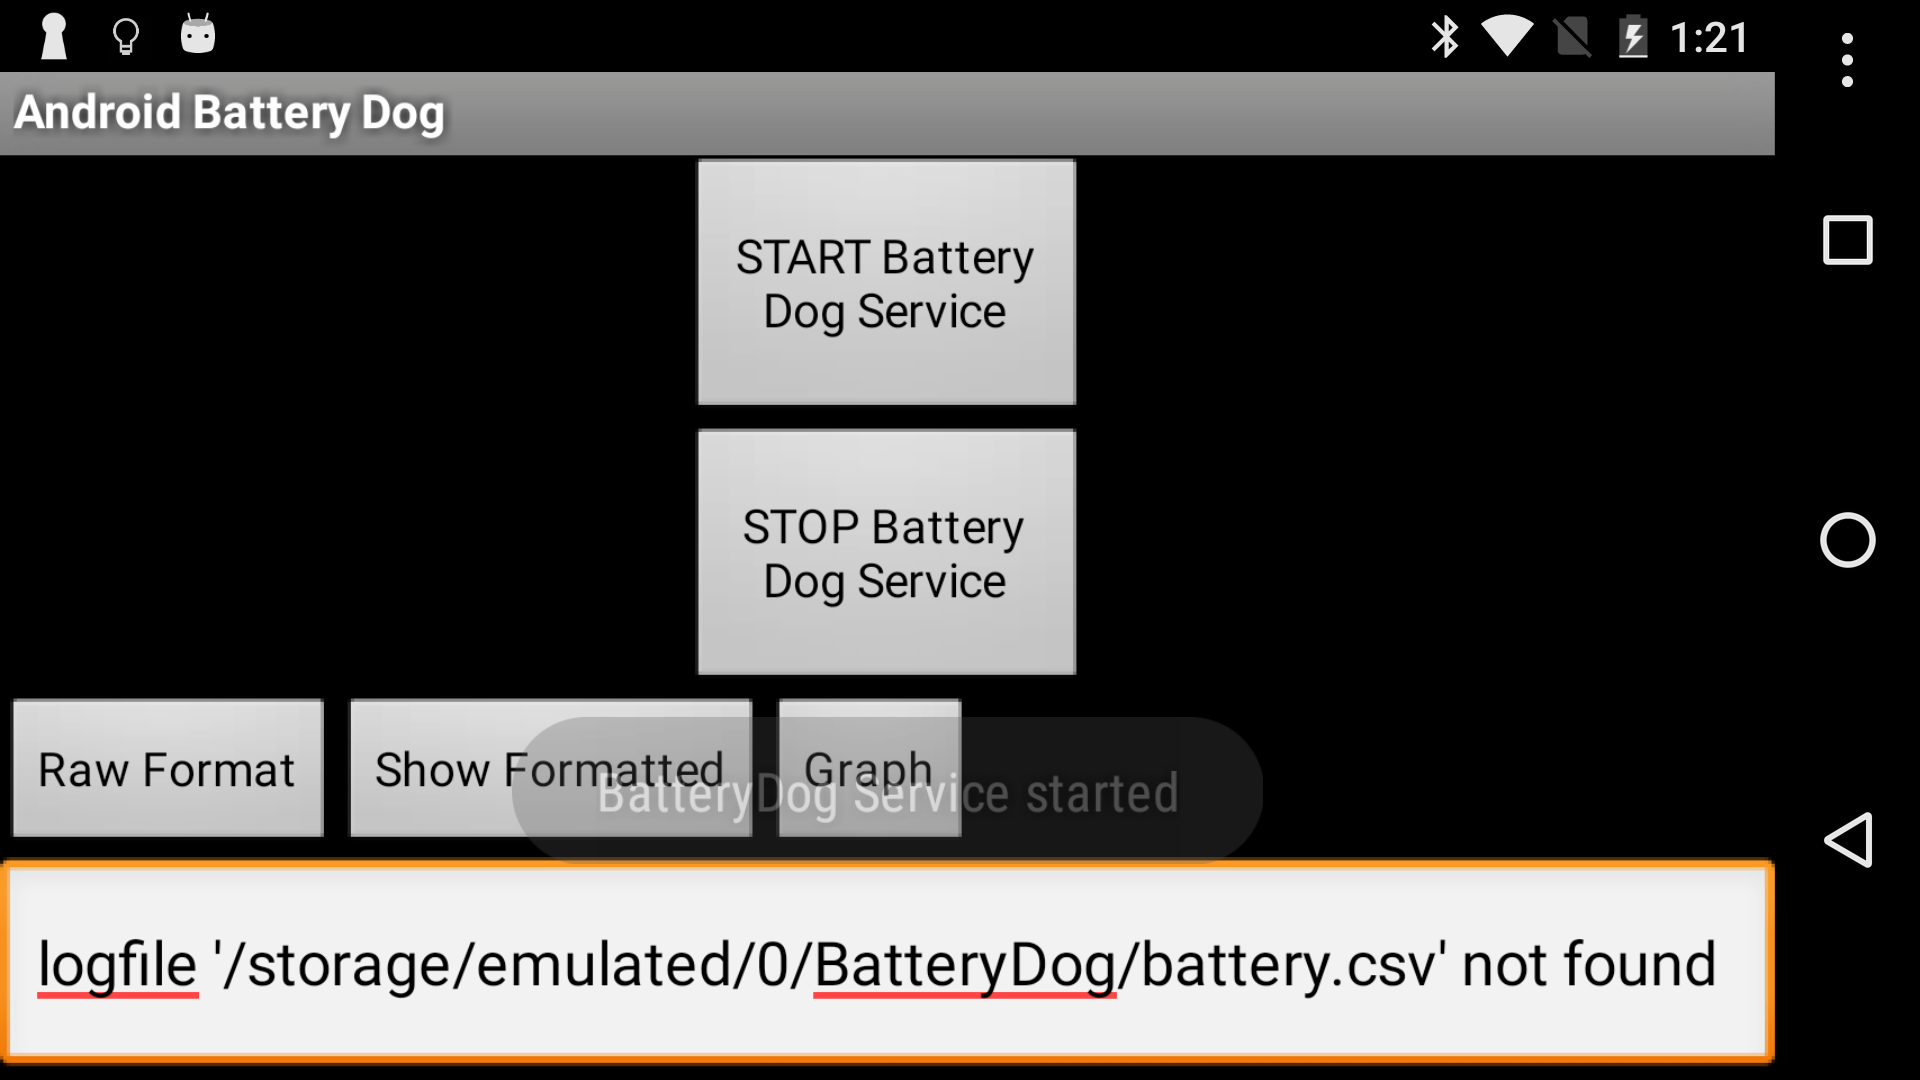 1:21
Android Battery Dog
START Battery
Dog Service
STOP Battery
Dog Service
Raw Format
Show Formatted
Graph
BatteryDog Service started
logfile '/storage/emulated/0/BatteryDog/battery.csv' not found